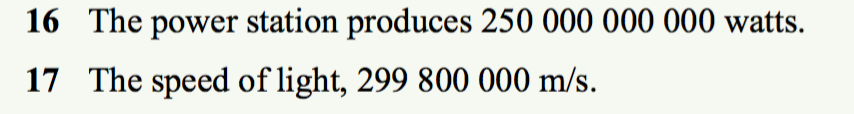 16 The power station produces 250 000 000 000 watts.
17 The speed of light, 299 800 000 m/s.